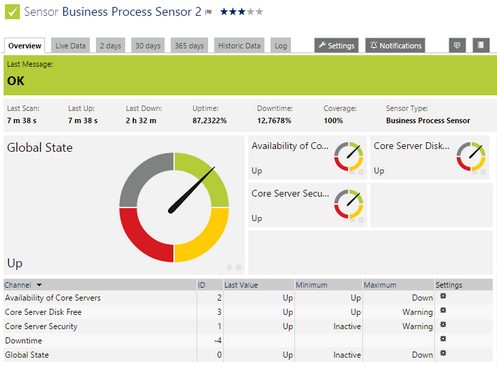 Sensor Business Process Sensor 2
Overview Live Data 2 days 30 days 365 days Historic Data Log Settings Notifications
Last Message:
OK
Last Scan: Last Up: Last Down: Uptime: Downtime: Coverage: Sensor Type:
7 m 38 s 7 m 38 s 2 h 32 m 87,2322% 12,7678% 100% Business Process Sensor
Global State
Availability of Co...
Up
Core Server Disk...
Up
Core Server Secu...
Up
Up
Channel ID Last Value Minimum Maximum Settings
Availability of Core Servers 2 Up Up Down
Core Server Disk Free 3 Up Up Warning
Core Server Security 1 Up Inactive Warning
Downtime -4
Global State 0 Up Inactive Down